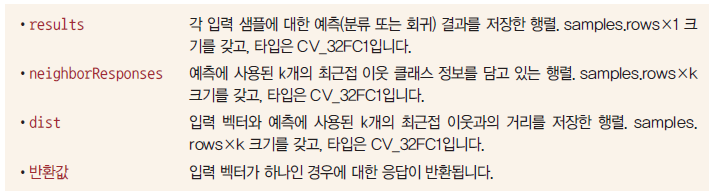 • results 각 입력 샘플에 대한 예측(분류 또는 회귀) 결과를 저장한 행렬. samples.rows×1 크
기를 갖고, 타입은 CV_32FC1입니다.
• neighborResponses 예측에 사용된 k개의 최근접 이웃 클래스 정보를 담고 있는 행렬. samples.rows×k
크기를 갖고, 타입은 CV_32FC1입니다.
• dist 입력 벡터와 예측에 사용된 k개의 최근접 이웃과의 거리를 저장한 행렬. samples.
rows×k 크기를 갖고, 타입은 CV_32FC1입니다.
• 반환값 입력 벡터가 하나인 경우에 대한 응답이 반환됩니다.